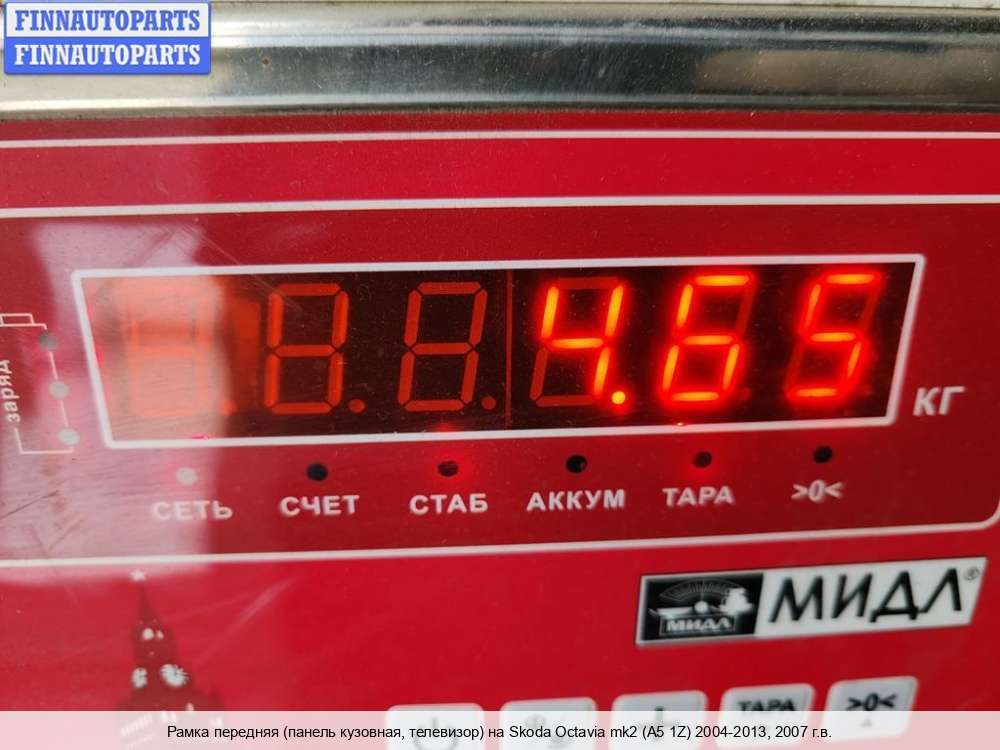 FINNAUTOPARTS
FINNAUTOPARTS
4.65
КГ
заряд
СЕТЬ СЧЕТ СТАБ АККУМ ТАРА >0<
МИДЛ®
МИДЛ
ТАРА >0<
Рамка передняя (панель кузовная, телевизор) на Skoda Octavia mk2 (A5 1Z) 2004-2013, 2007 г.в.